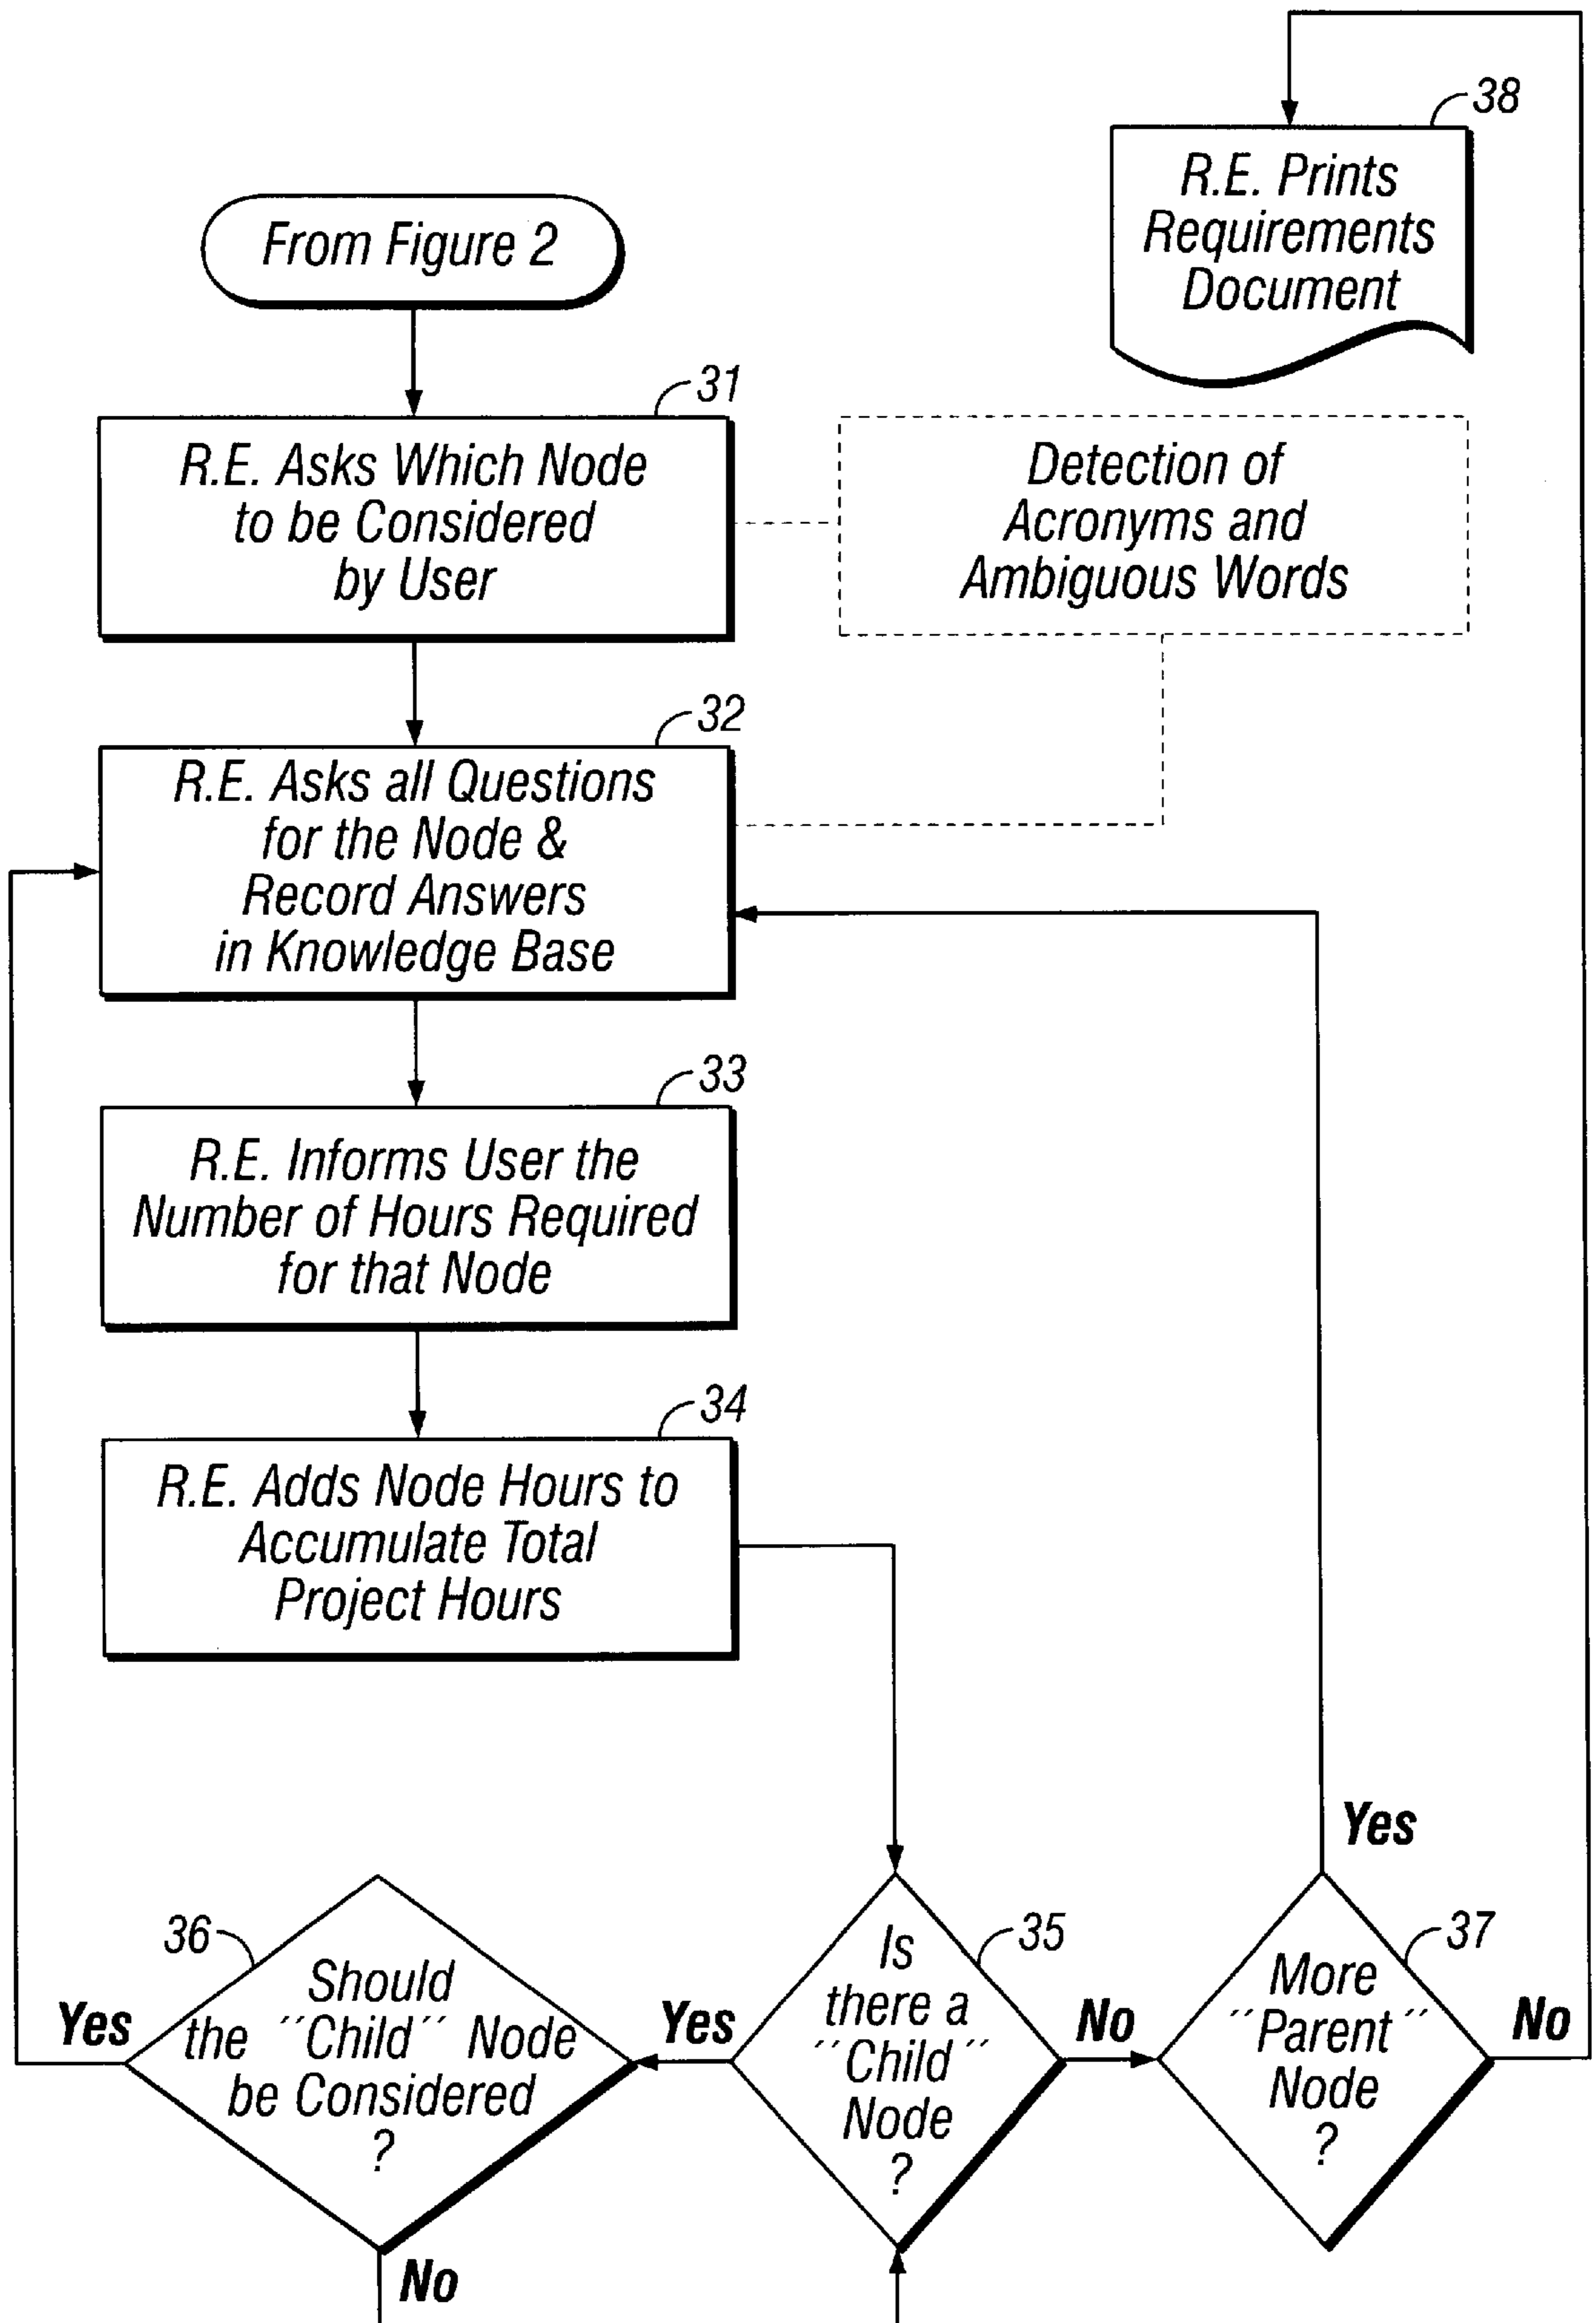 38
R.E. Prints
Requirements
Document
From Figure 2
31
R.E. Asks Which Node
to be Considered
by User
Detection of
Acronyms and
Ambiguous Words
32
R.E. Asks all Questions
for the Node &
Record Answers
in Knowledge Base
33
R.E. Informs User the
Number of Hours Required
for that Node
34
R.E. Adds Node Hours to
Accumulate Total
Project Hours
36
Should
the "Child" Node
be Considered
?
Yes
No
35
Is
there a
"Child"
Node
?
Yes
No
37
More
"Parent"
Node
?
Yes
No